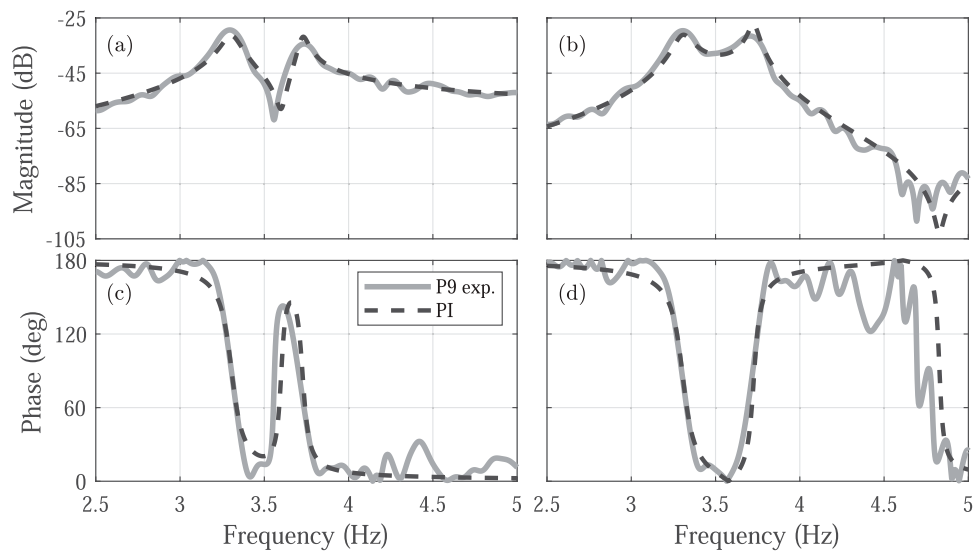 -25
-45
-65
-85
-105
Magnitude (dB)
(a)
(b)
180
120
60
0
Phase (deg)
(c)
P9 exp.
PI
(d)
2.5 3 3.5 4 4.5 5
2.5 3 3.5 4 4.5 5
Frequency (Hz)
Frequency (Hz)